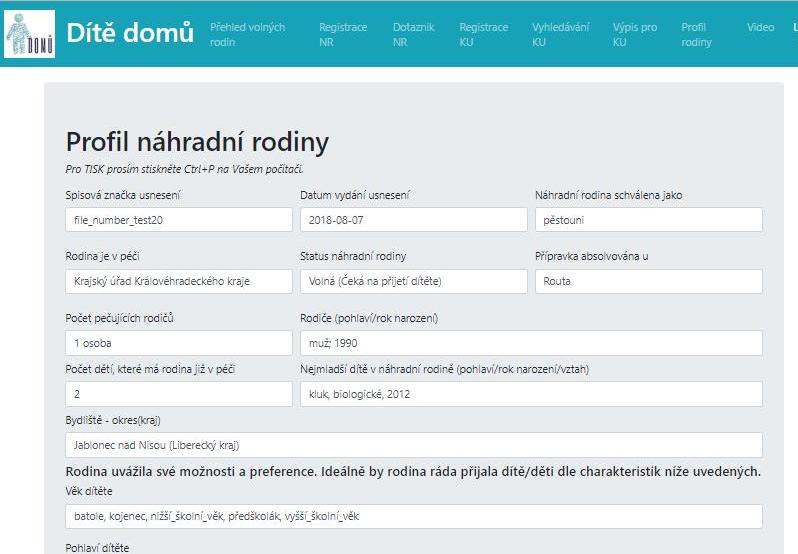 DOMŮ
Dítě domů
Přehled volných rodin
Registrace NR
Dotaznik NR
Registrace KU
Vyhledávání KU
Výpis pro KU
Profil rodiny
Video
L
Profil náhradní rodiny
Pro TISK prosím stiskněte Ctrl+P na Vašem počítači.
Spisová značka usnesení
Datum vydání usnesení
Náhradní rodina schválena jako
file_number_test20
2018-08-07
pěstouni
Rodina je v péči
Status náhradní rodiny
Přípravka absolvována u
Krajský úřad Královéhradeckého kraje
Volná (Čeká na přijetí dítěte)
Routa
Počet pečujících rodičů
Rodiče (pohlaví/rok narození)
1 osoba
muž; 1990
Počet dětí, které má rodina již v péči
Nejmladší dítě v náhradní rodině (pohlaví/rok narození/vztah)
2
kluk, biologické, 2012
Bydliště - okres(kraj)
Jablonec nad Nisou (Liberecký kraj)
Rodina uvážila své možnosti a preference. Ideálně by rodina ráda přijala dítě/děti dle charakteristik níže uvedených.
Věk dítěte
batole, kojenec, nižší_školní_věk, předškolák, vyšší_školní_věk
Pohlaví dítěte